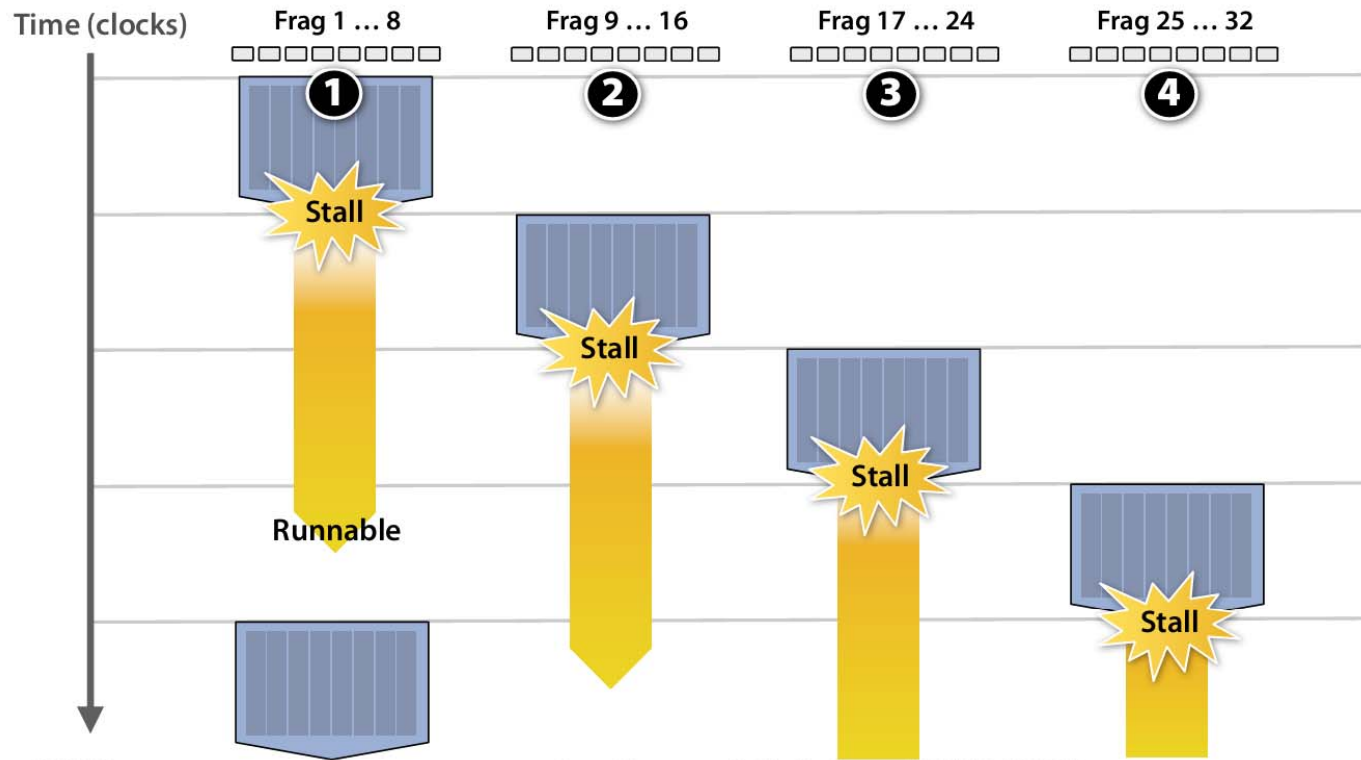 Time (clocks)
Frag 1 … 8
Frag 9 … 16
Frag 17 … 24
Frag 25 … 32
1
2
3
4
Stall
Stall
Stall
Runnable
Stall